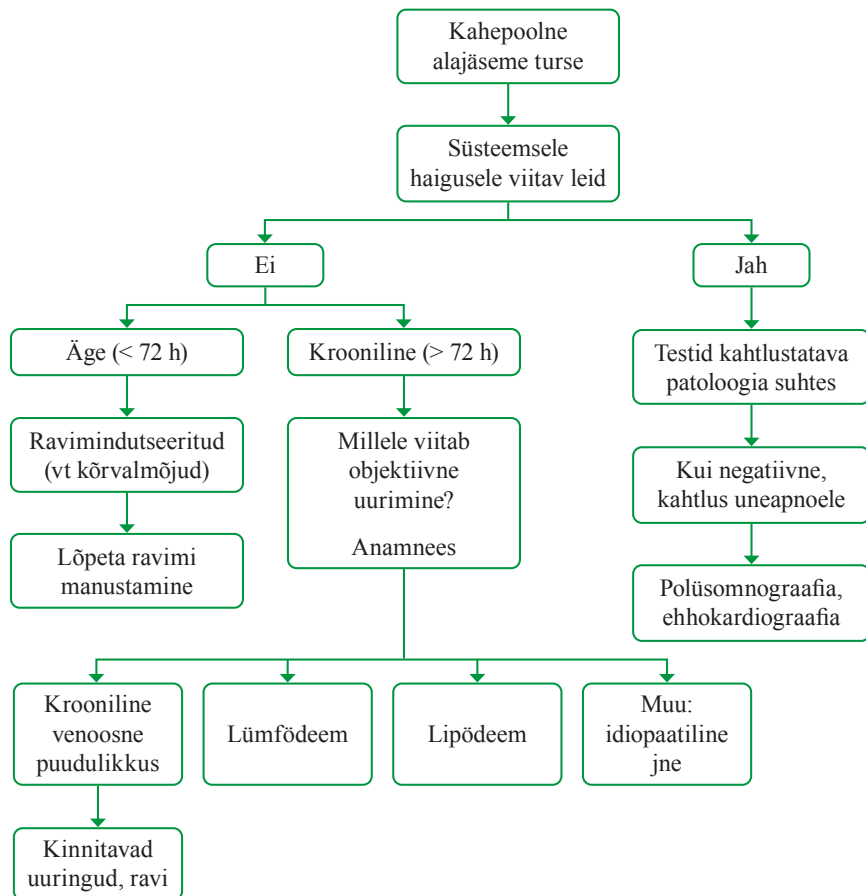 Kahepoolne
alajäseme turse
Süsteemsele
haigusele viitav leid
Ei
Jah
Äge (< 72 h)
Krooniline (> 72 h)
Testid kahtlustatava
patoloogia suhtes
Ravimindutseeritud
(vt kõrvalmõjud)
Millele viitab
objektiivne
uurimine?
Anamnees
Kui negatiivne,
kahtlus uneapnoele
Lõpeta ravimi
manustamine
Polüsomnograafia,
ehhokardiograafia
Krooniline
venoosne
puudulikkus
Lümfödeem
Lipödeem
Muu:
idiopaatiline
jne
Kinnitavad
uuringud, ravi